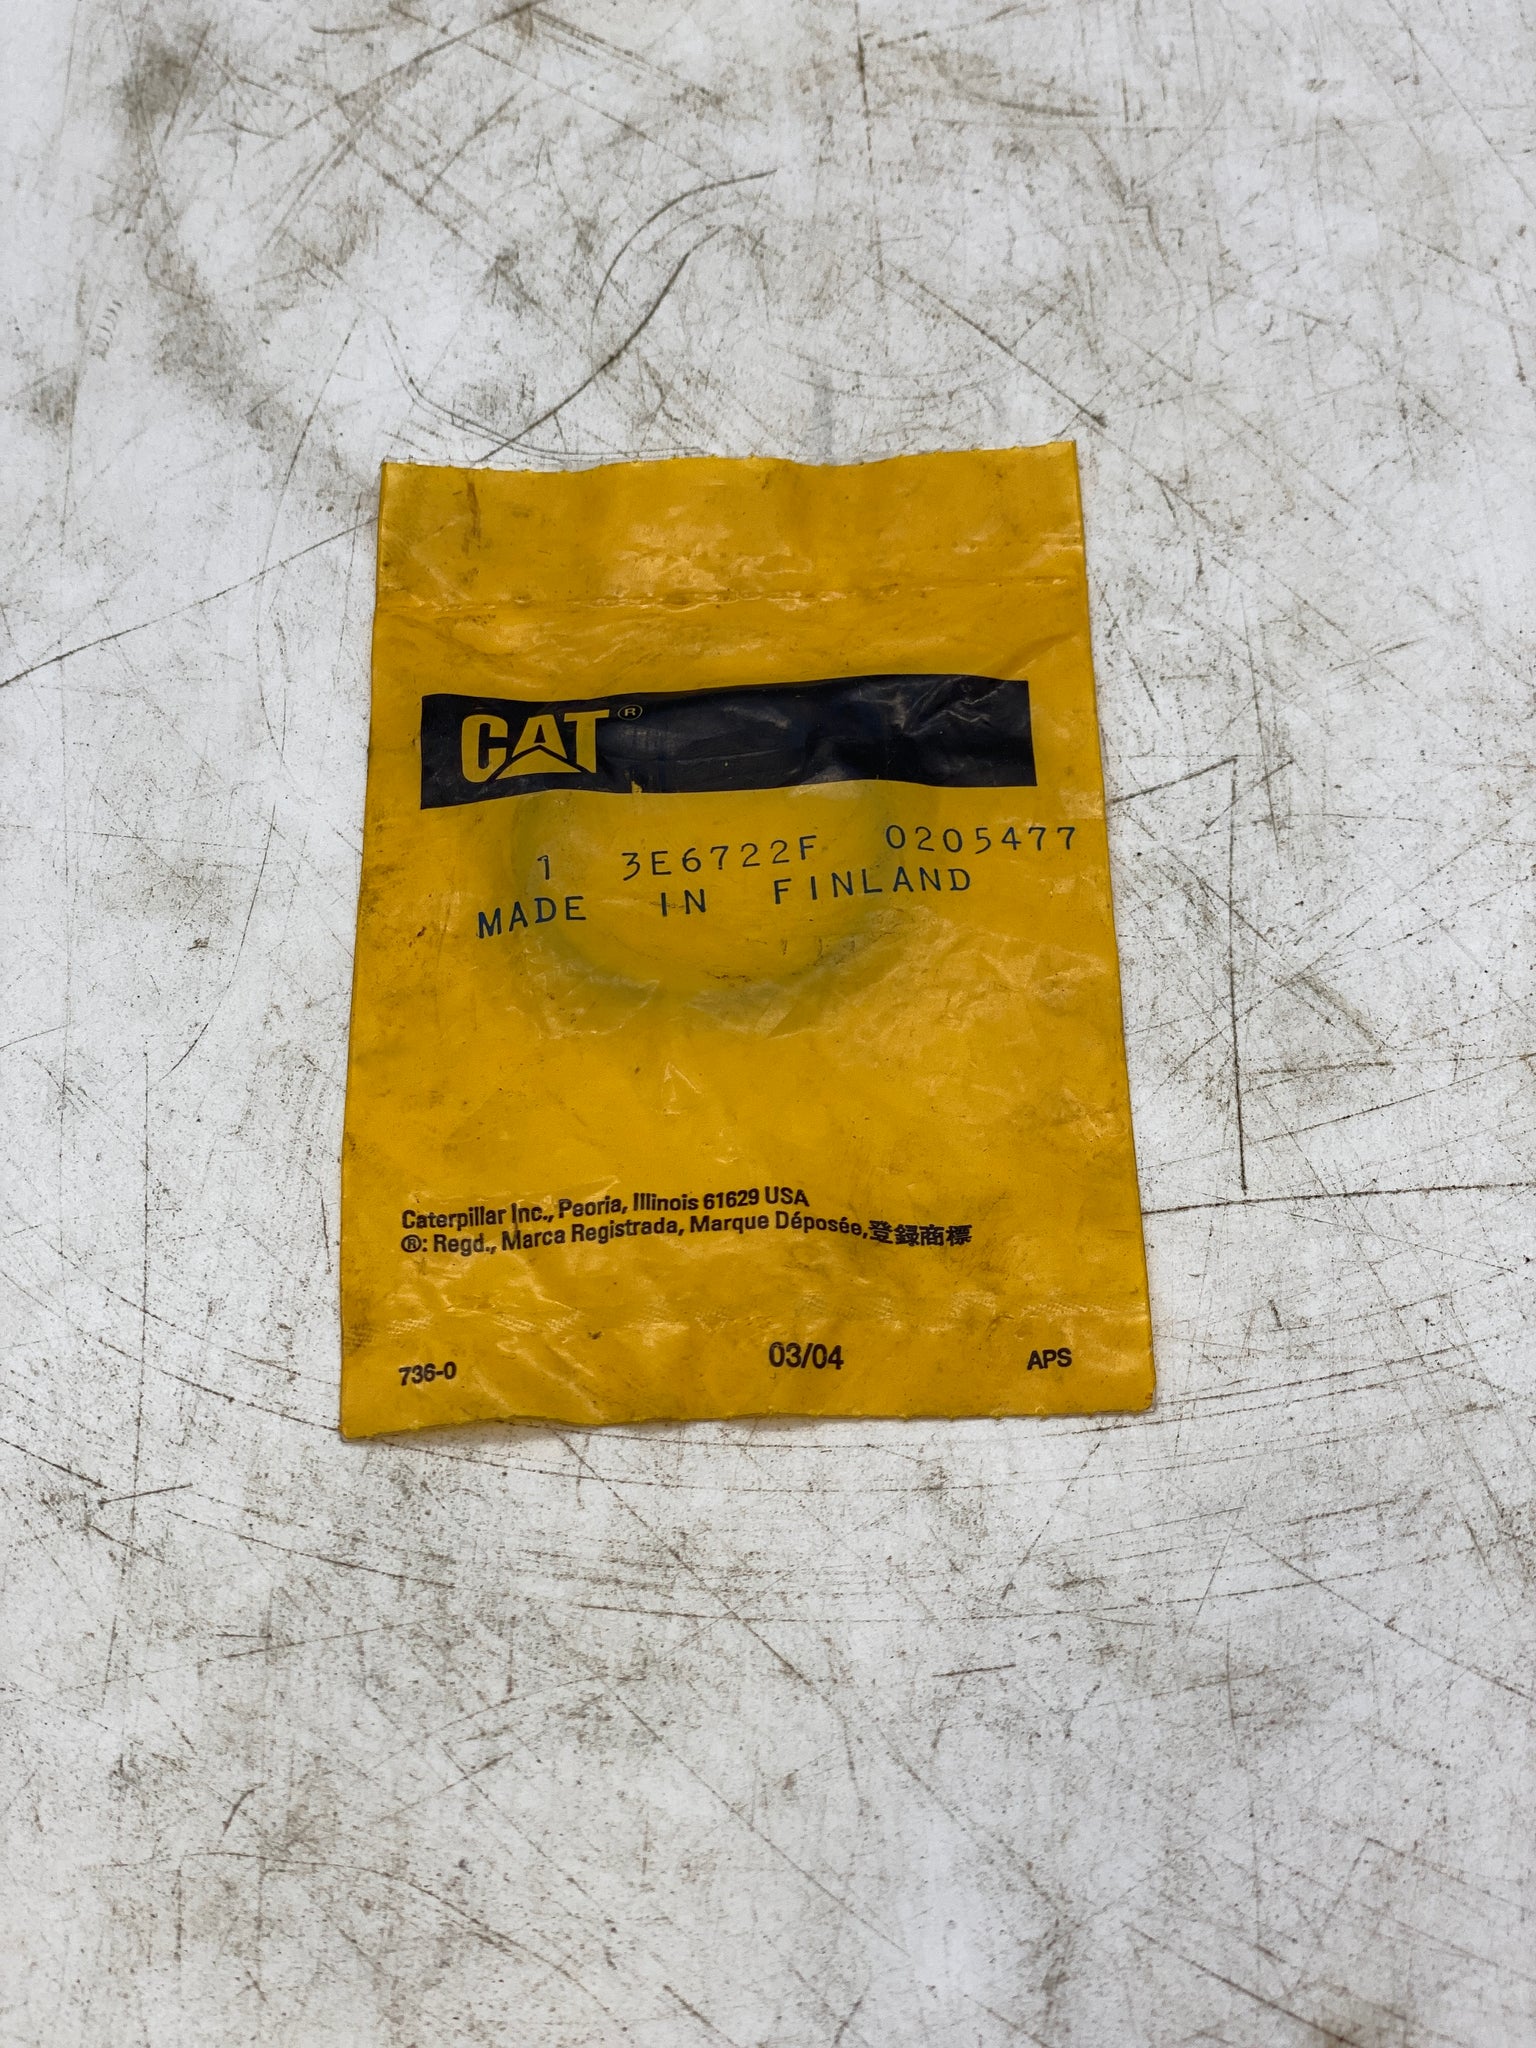 CAT®
1 3E6722F 0205477
MADE IN FINLAND
Caterpillar Inc., Peoria, Illinois 61629 USA
®: Regd., Marca Registrada, Marque Déposée,登録商標
736-0 03/04 APS